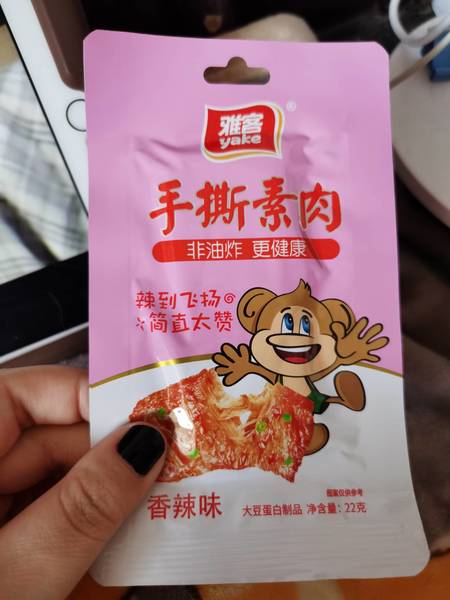 雅客
yake
®
手撕素肉
非油炸 更健康
辣到飞扬
简直太赞
图案仅供参考
香辣味
大豆蛋白制品 净含量：22克